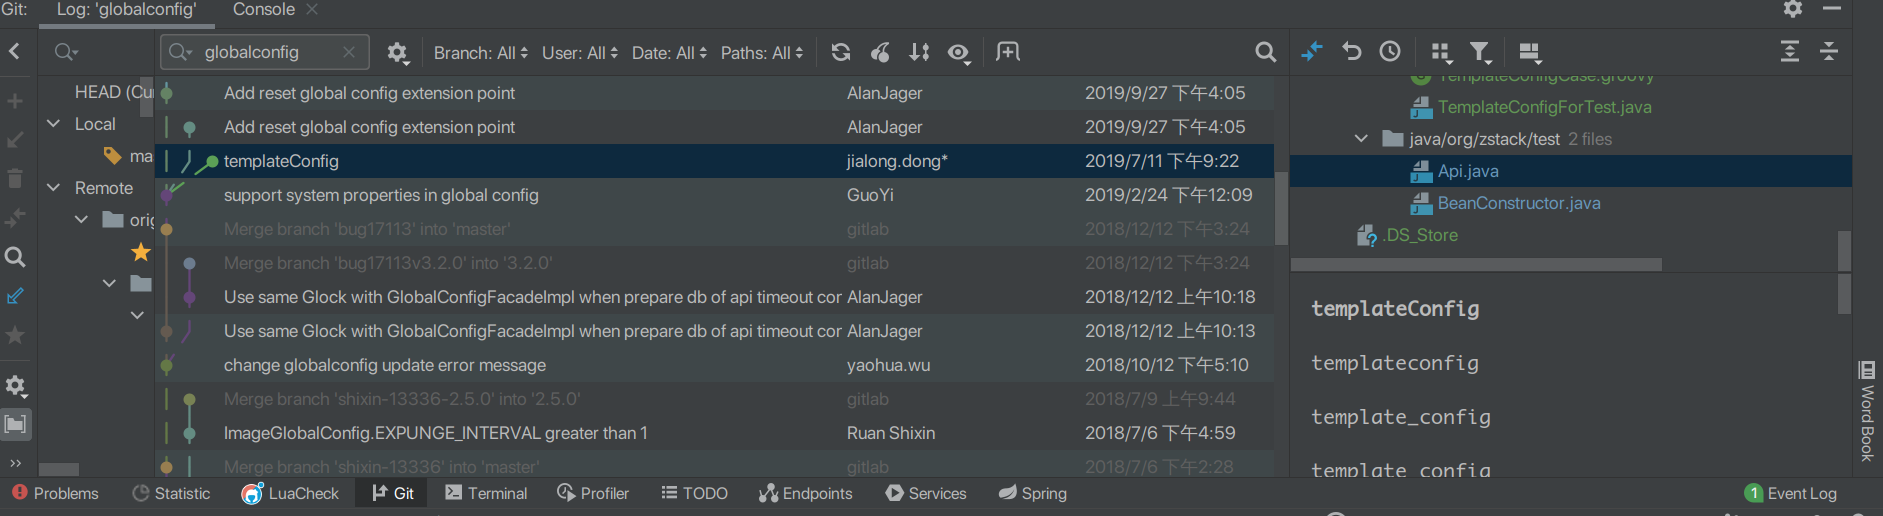 Git: Log: 'globalconfig' Console
globalconfig Branch: All User: All Date: All Paths: All
HEAD (Cur
Local
ma
Remote
orig
Add reset global config extension point AlanJager 2019/9/27 下午4:05
Add reset global config extension point AlanJager 2019/9/27 下午4:05
templateConfig jialong.dong* 2019/7/11 下午9:22
support system properties in global config GuoYi 2019/2/24 下午12:09
Merge branch 'bug17113' into 'master' gitlab 2018/12/12 下午3:24
Merge branch 'bug17113v3.2.0' into '3.2.0' gitlab 2018/12/12 下午3:24
Use same Glock with GlobalConfigFacadeImpl when prepare db of api timeout cor AlanJager 2018/12/12 上午10:18
Use same Glock with GlobalConfigFacadeImpl when prepare db of api timeout cor AlanJager 2018/12/12 上午10:13
change globalconfig update error message yaohua.wu 2018/10/12 下午5:10
Merge branch 'shixin-13336-2.5.0' into '2.5.0' gitlab 2018/7/9 上午9:44
ImageGlobalConfig.EXPUNGE_INTERVAL greater than 1 Ruan Shixin 2018/7/6 下午4:59
Merge branch 'shixin-13336' into 'master' gitlab 2018/7/6 下午2:28
TemplateConfigCase.groovy
TemplateConfigForTest.java
java/org/zstack/test 2 files
Api.java
BeanConstructor.java
.DS_Store
templateConfig
templateconfig
template_config
template config
Word Book
Problems Statistic LuaCheck Git Terminal Profiler TODO Endpoints Services Spring 1 Event Log